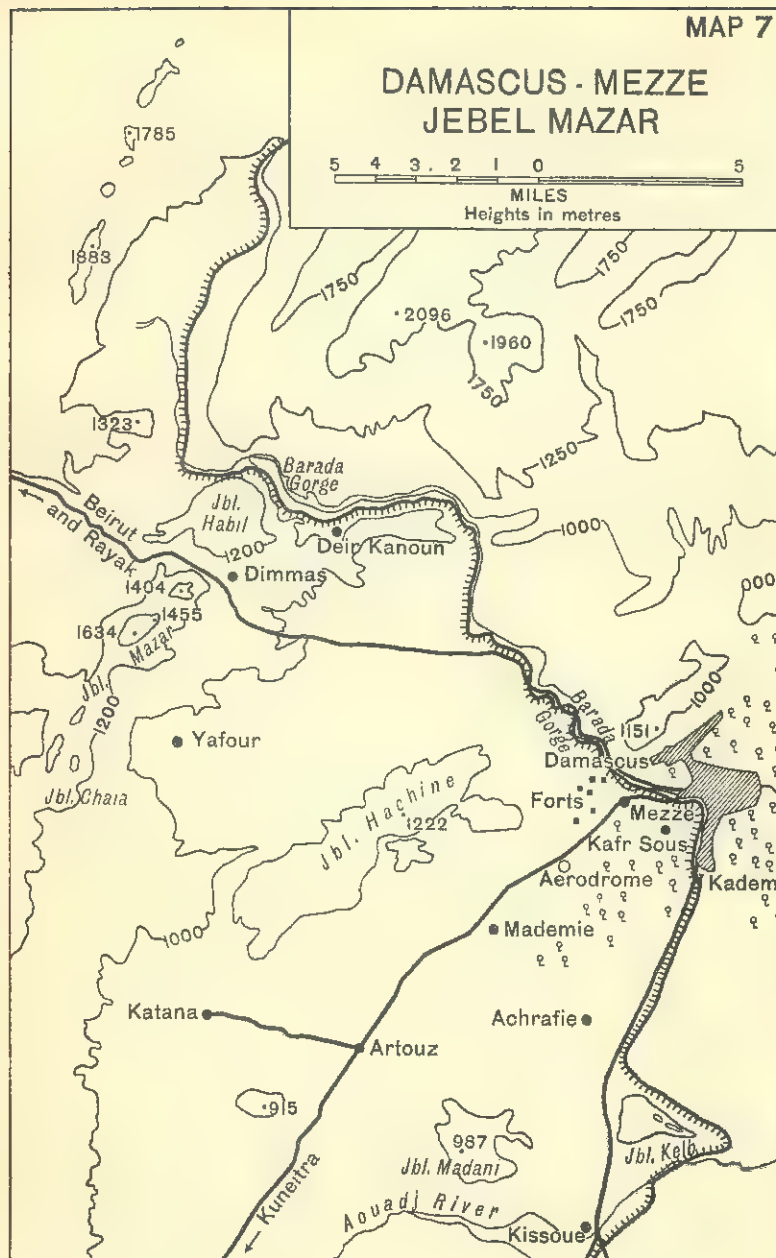 MAP 7
DAMASCUS - MEZZE
JEBEL MAZAR
5 4 3 2 1 0 5
MILES
Heights in metres
1785
1883
1750
1750
1750
2096
1960
1750
1323
1250
Barada
Gorge
Beirut
and Rayak
Jbl.
Habil
1000
1200
Deir Kanoun
Dimmas
1404
1455
000
1634
Jbl. Mazar
1200
1000
Barada
Gorge
1151
Yafour
Damascus
Jbl. Chaia
Jbl. Hachine
Forts
Mezze
1222
Kafr Sous
Aerodrome
Kadem
1000
Mademie
Katana
Achrafie
Artouz
915
987
Jbl. Madani
Jbl. Kelb
Kuneitra
Aouadj River
Kissoue